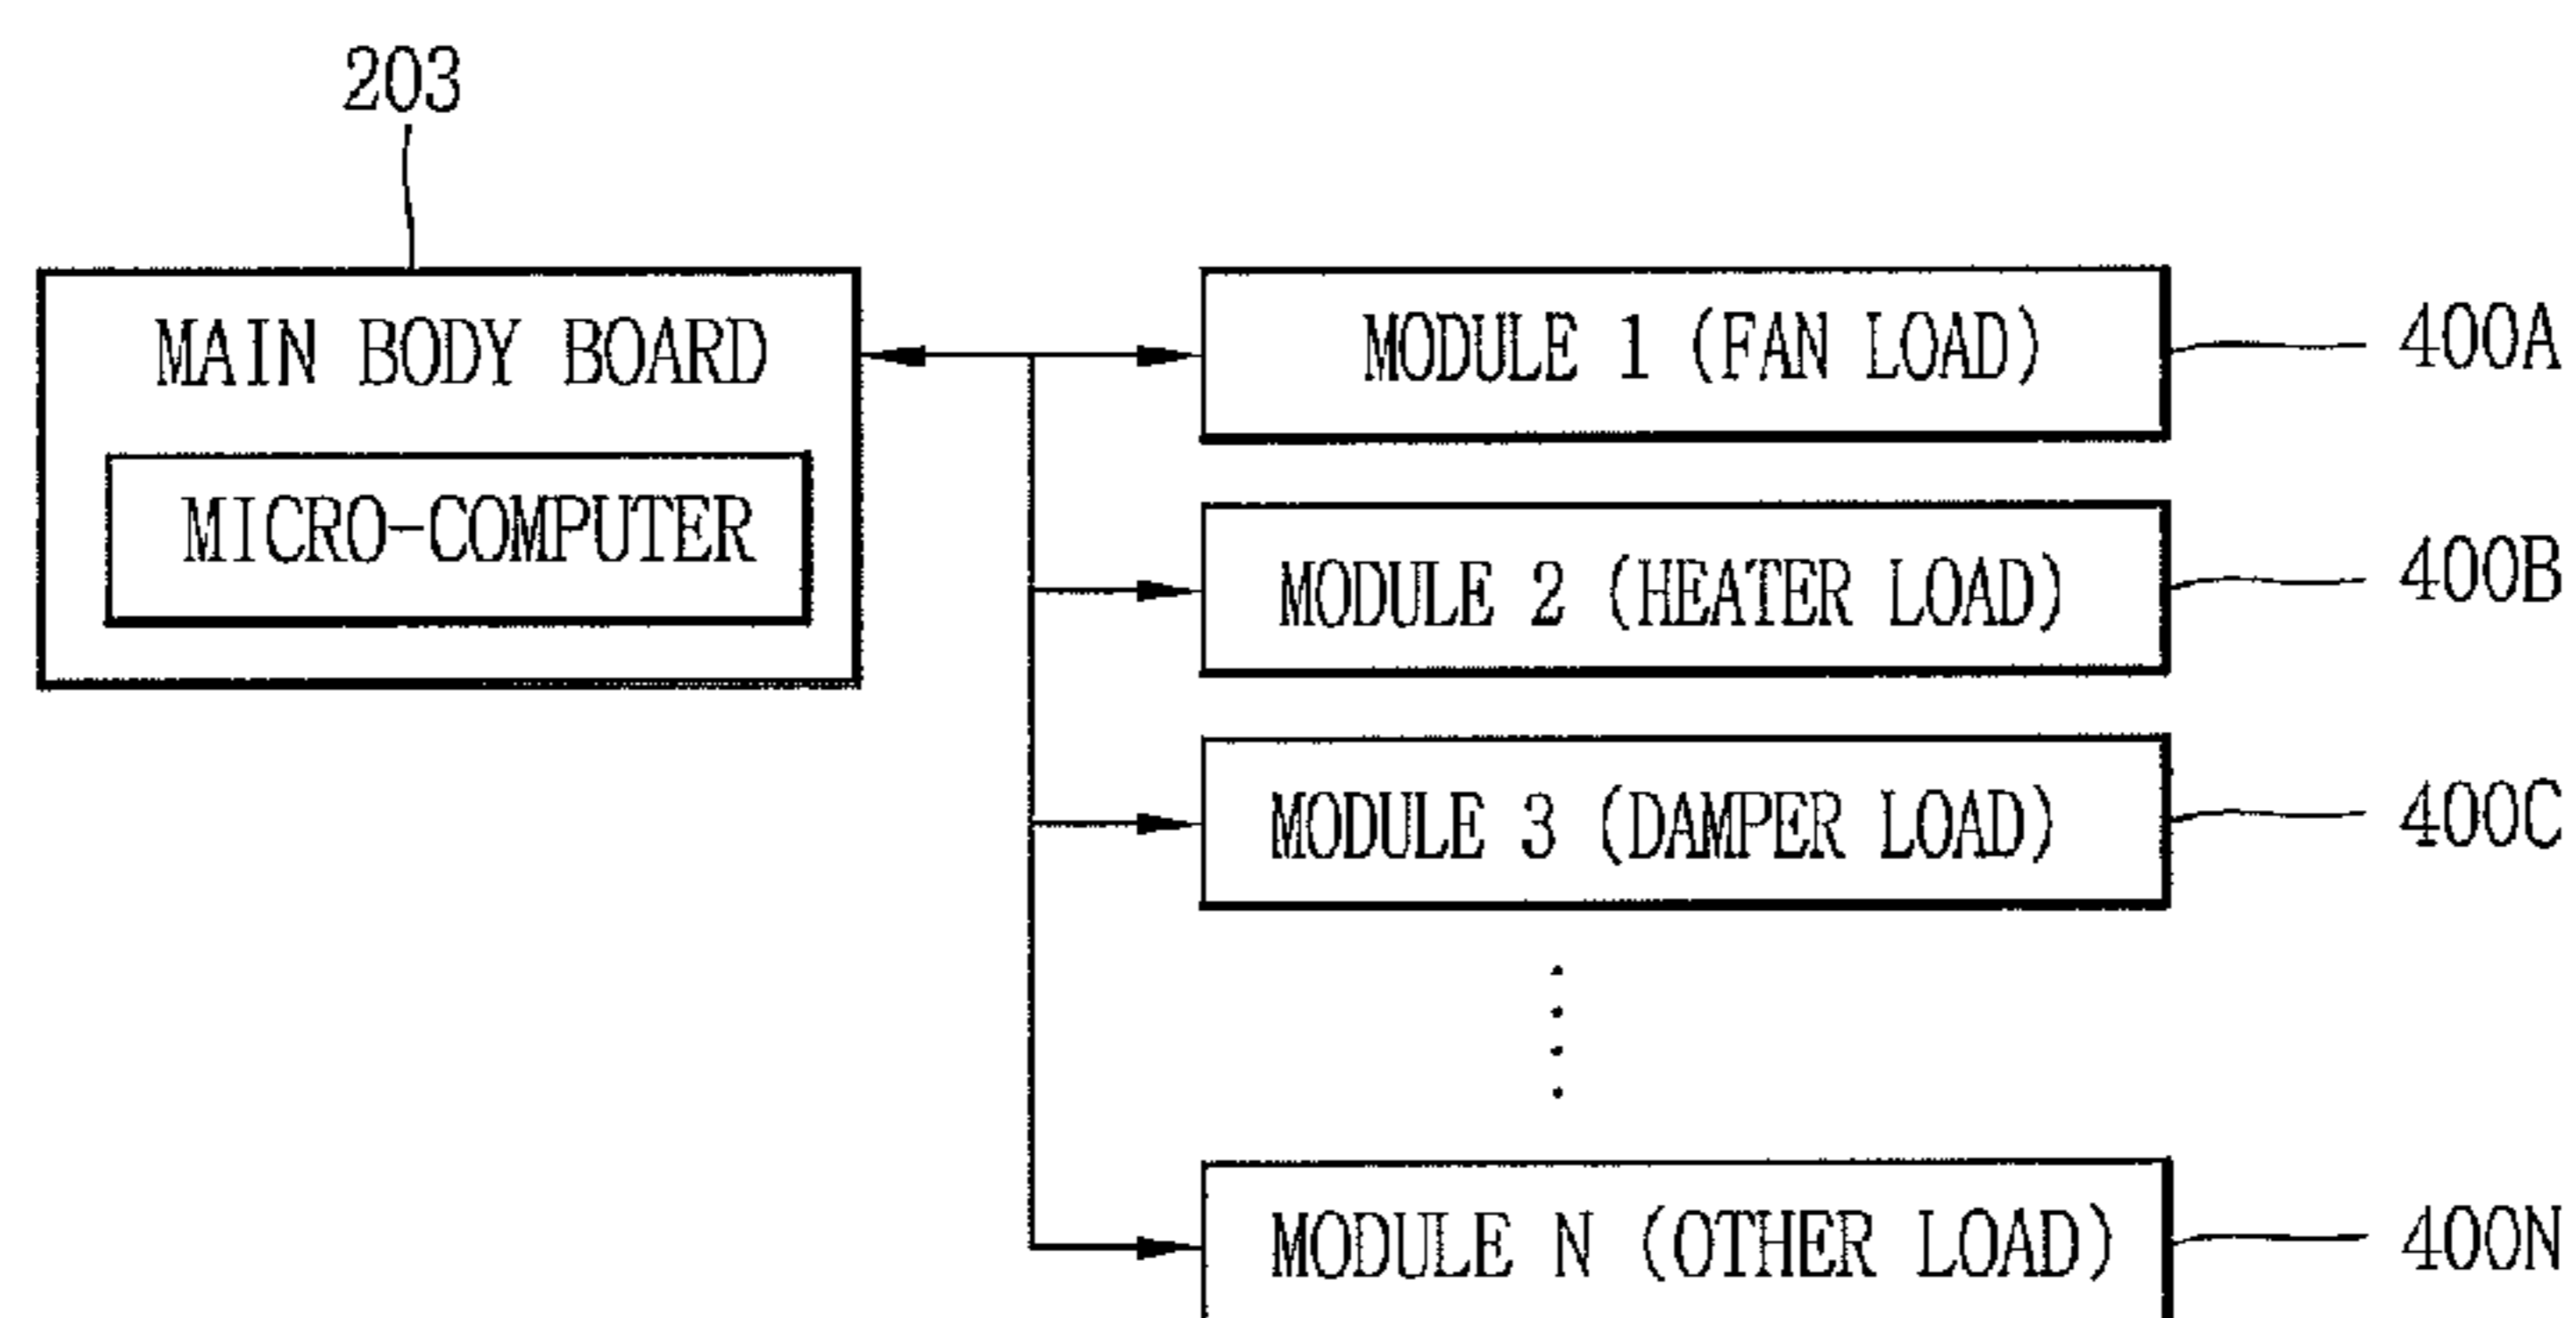 203
MAIN BODY BOARD
MICRO-COMPUTER
MODULE 1 (FAN LOAD)
400A
MODULE 2 (HEATER LOAD)
400B
MODULE 3 (DAMPER LOAD)
400C
MODULE N (OTHER LOAD)
400N